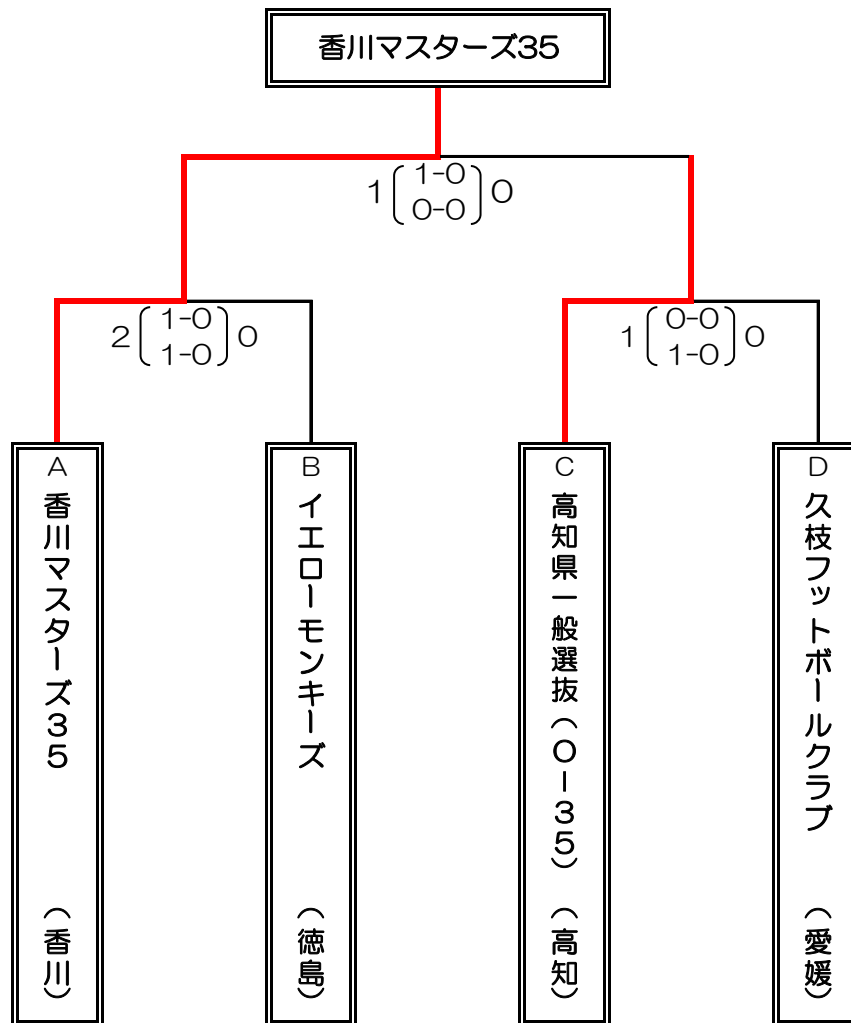 香川マスターズ35
1 1-0 0
0-0
2 1-0 0
1-0
1 0-0 0
1-0
A
香川マスターズ35
(香川)
B
イエローモンキーズ
(徳島)
C
高知県一般選抜(O-35)
(高知)
D
久枝フットボールクラブ
(愛媛)